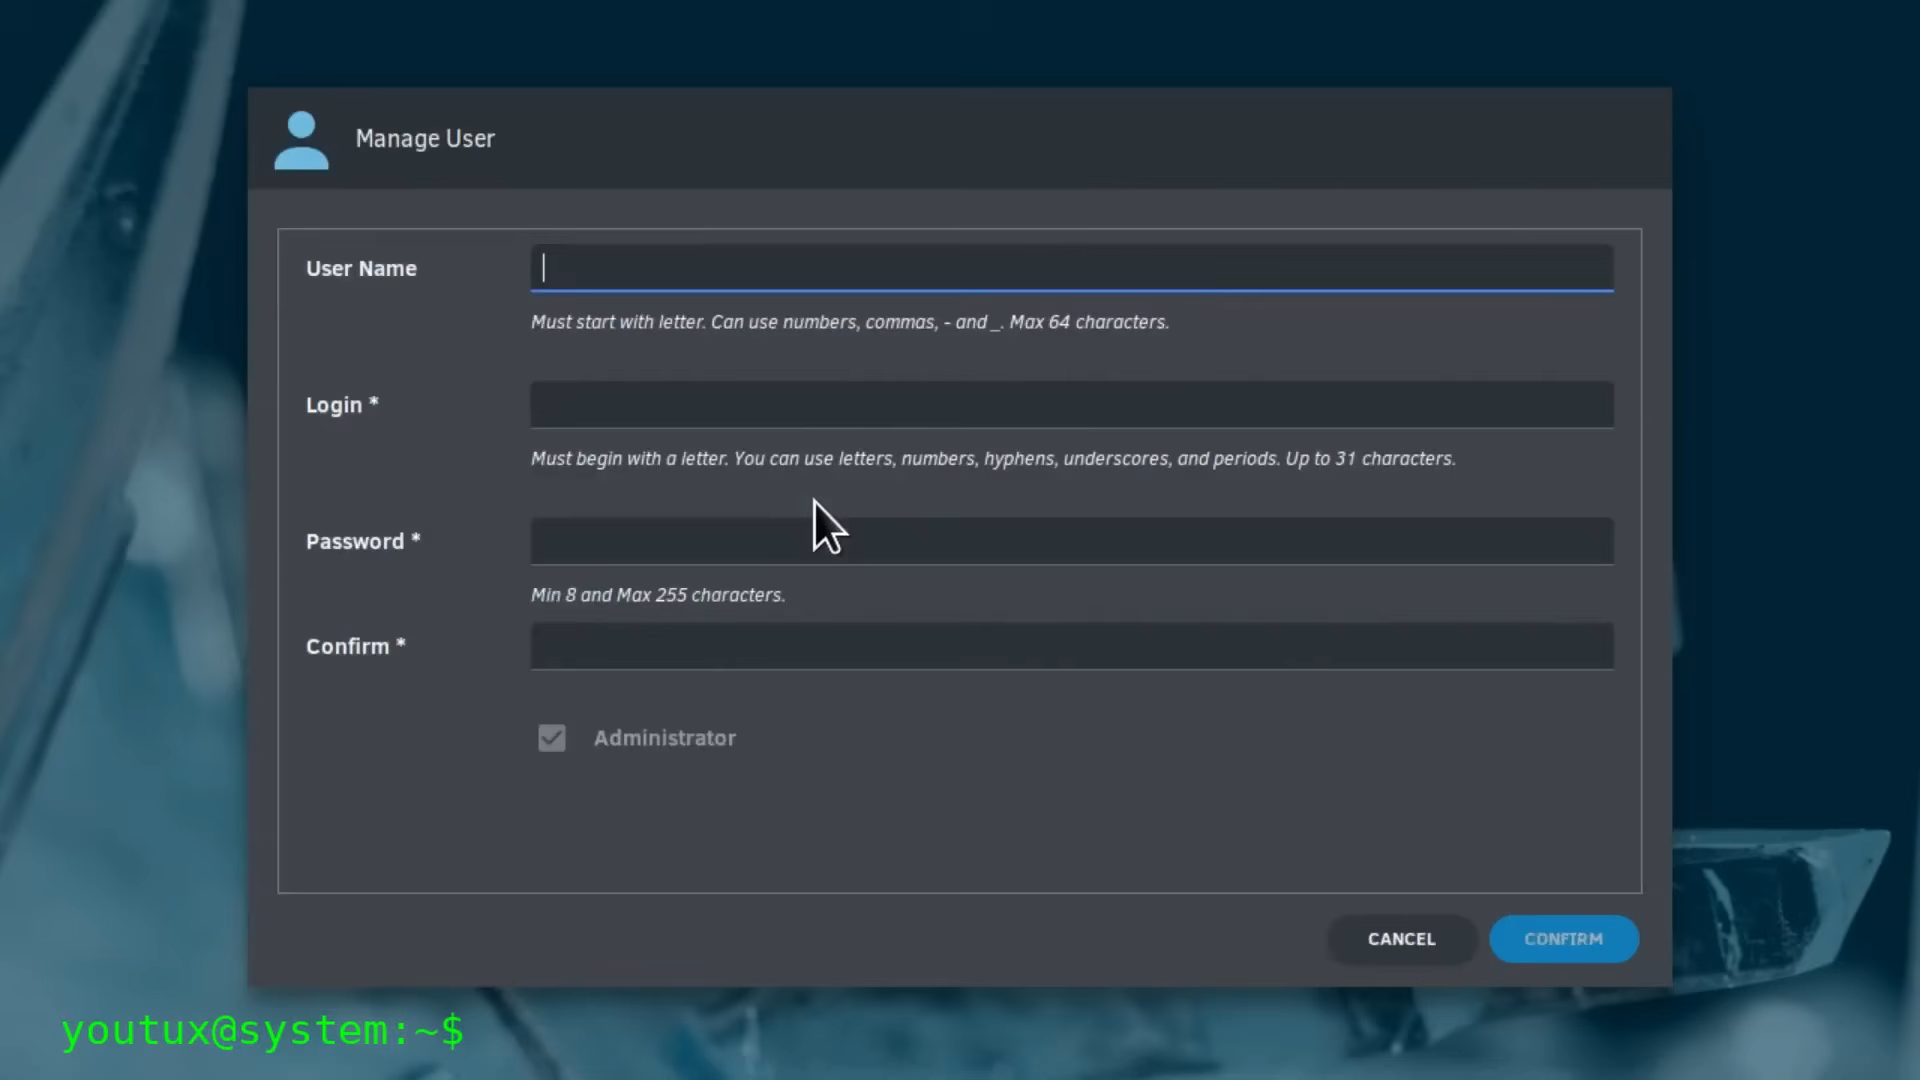 Manage User
User Name
Must start with letter. Can use numbers, commas, - and _. Max 64 characters.
Login *
Must begin with a letter. You can use letters, numbers, hyphens, underscores, and periods. Up to 31 characters.
Password *
Min 8 and Max 255 characters.
Confirm *
Administrator
CANCEL
CONFIRM
youtux@system:~$